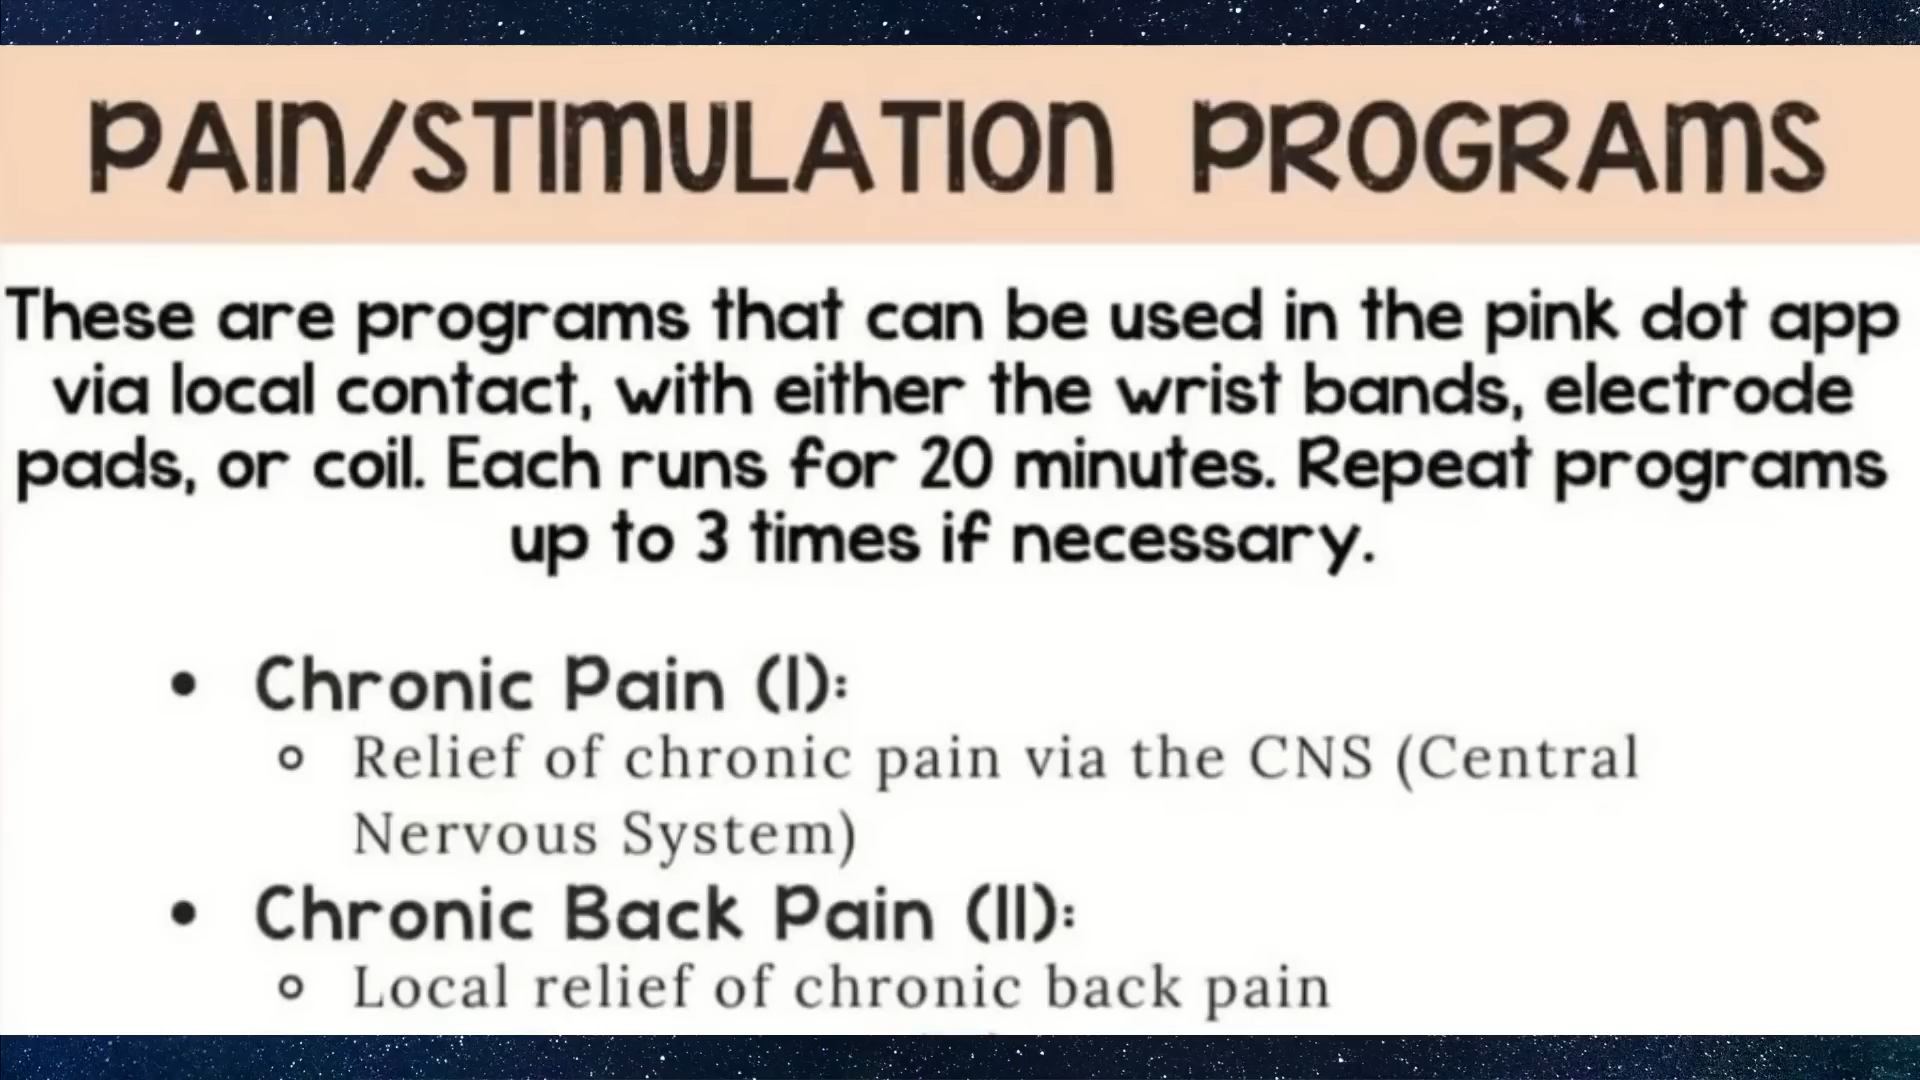 PAIN/STIMULATION PROGRAMS
These are programs that can be used in the pink dot app
via local contact, with either the wrist bands, electrode
pads, or coil. Each runs for 20 minutes. Repeat programs
up to 3 times if necessary.
• Chronic Pain (I):
○ Relief of chronic pain via the CNS (Central
Nervous System)
• Chronic Back Pain (II):
○ Local relief of chronic back pain